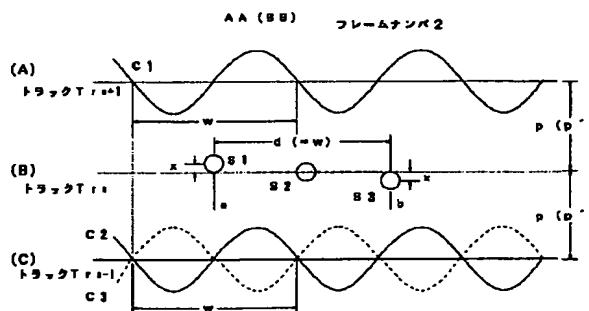 AA (BB) フレームナンバ2
(A)
C1
トラックTrn+1
w
d (=w)
p (p'
(B)
トラックTrn
x
S1
S2
S3
x
a
b
p (p'
C2
(C)
トラックTrn-1
C3
w